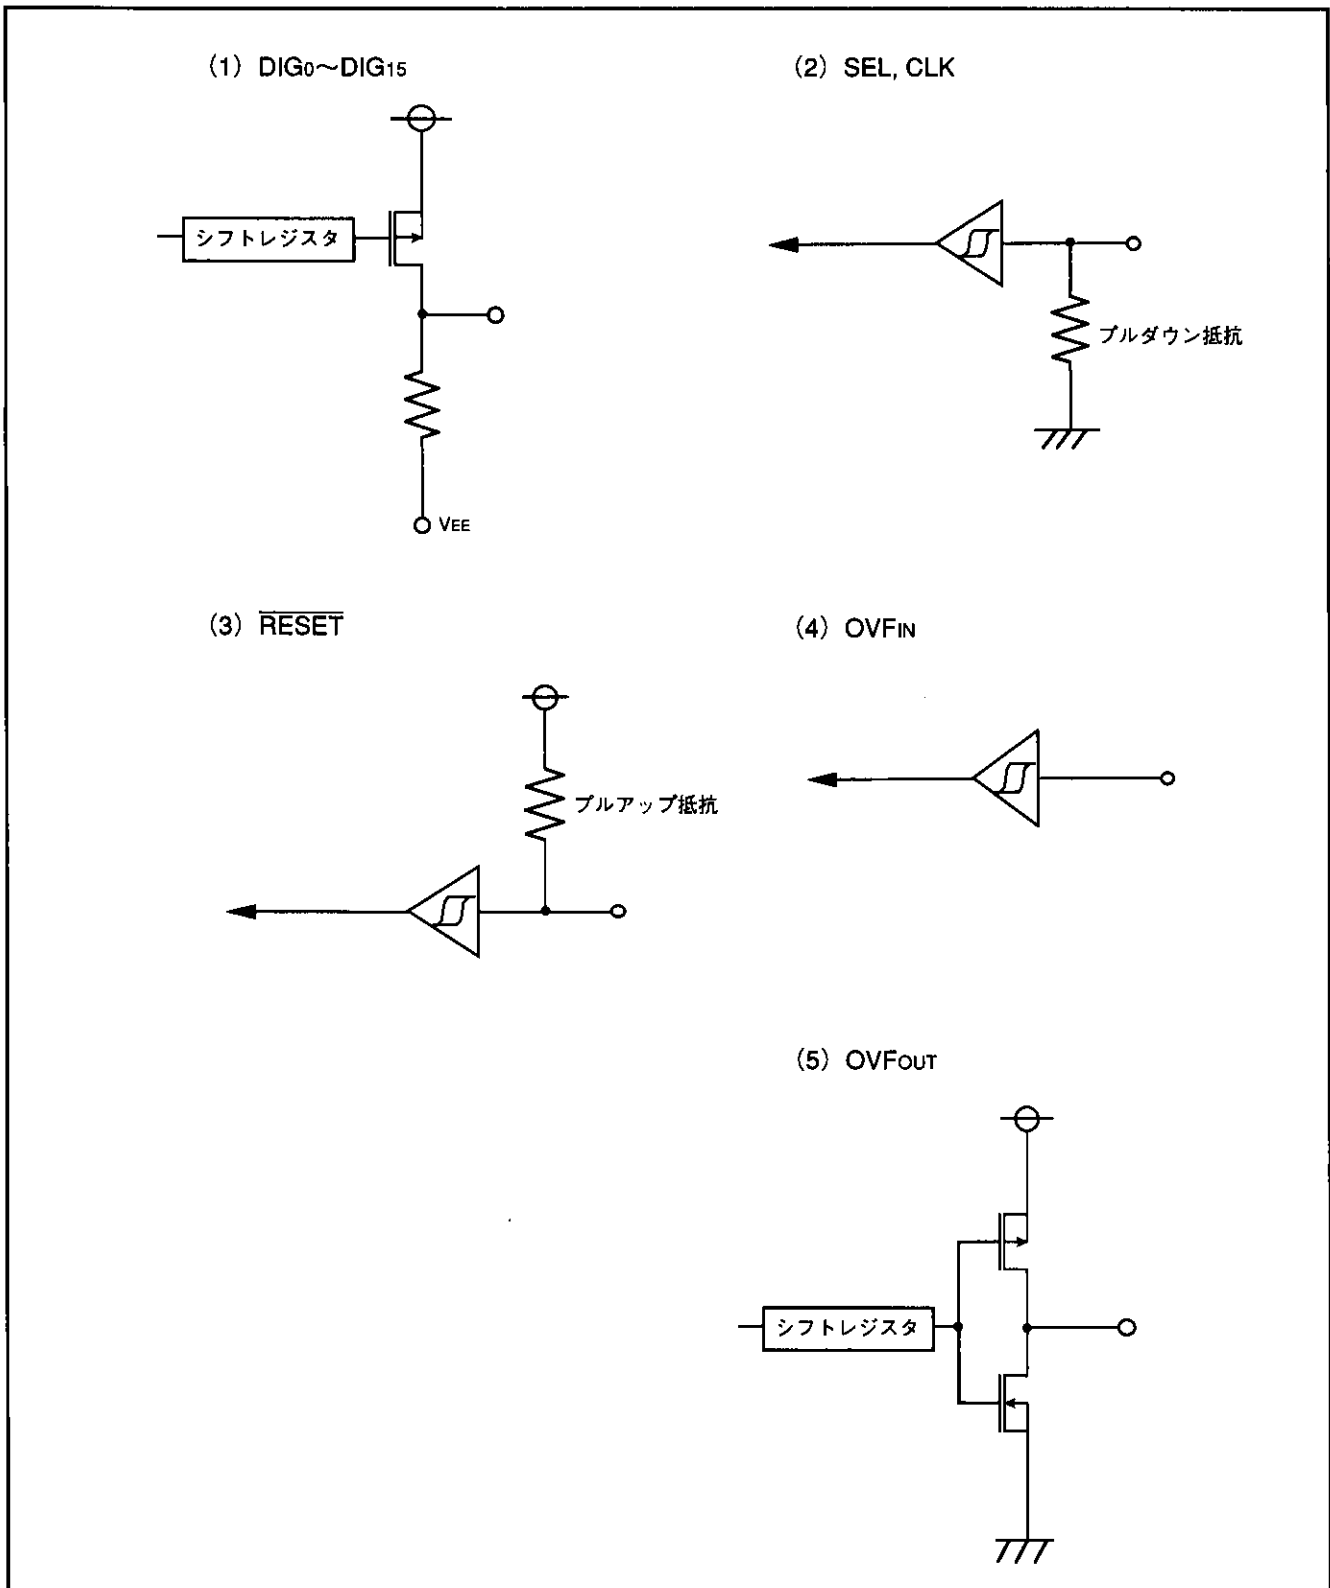 (1) DIG0～DIG15
(2) SEL, CLK
シフトレジスタ
プルダウン抵抗
VEE
(3) RESET
(4) OVFIN
プルアップ抵抗
(5) OVFOUT
シフトレジスタ